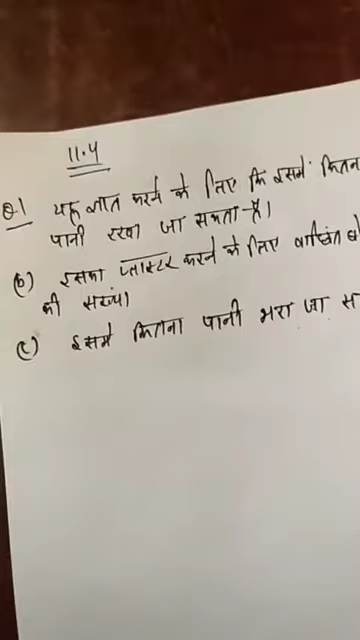 11.4
Q.1 यह ज्ञात करने के लिए कि इसमें कितना
पानी रखा जा सकता है।
(b) इसका प्लास्टर करने के लिए वांछित
की संख्या
(c) इसमें कितना पानी भरा जा स